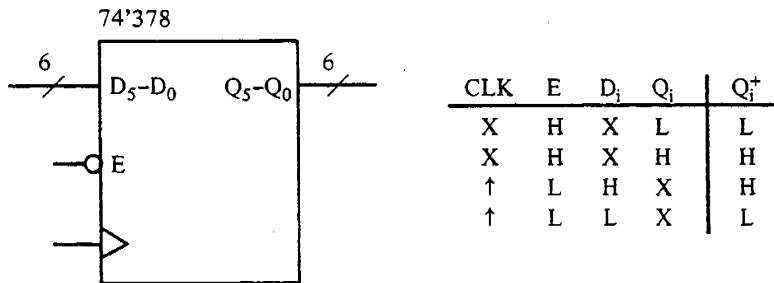 74'378
6
6
D₅–D₀ Q₅–Q₀
E
CLK E Dᵢ Qᵢ Qᵢ⁺
X H X L L
X H X H H
↑ L H X H
↑ L L X L